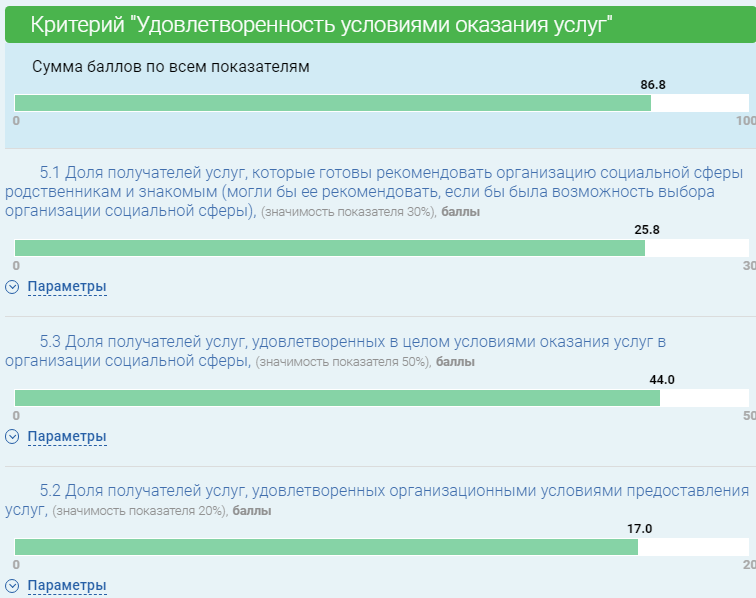 Критерий "Удовлетворенность условиями оказания услуг"
Сумма баллов по всем показателям
86.8
0 100
5.1 Доля получателей услуг, которые готовы рекомендовать организацию социальной сферы
родственникам и знакомым (могли бы ее рекомендовать, если бы была возможность выбора
организации социальной сферы), (значимость показателя 30%), баллы
25.8
0 30
Параметры
5.3 Доля получателей услуг, удовлетворенных в целом условиями оказания услуг в
организации социальной сферы, (значимость показателя 50%), баллы
44.0
0 50
Параметры
5.2 Доля получателей услуг, удовлетворенных организационными условиями предоставления
услуг, (значимость показателя 20%), баллы
17.0
0 20
Параметры